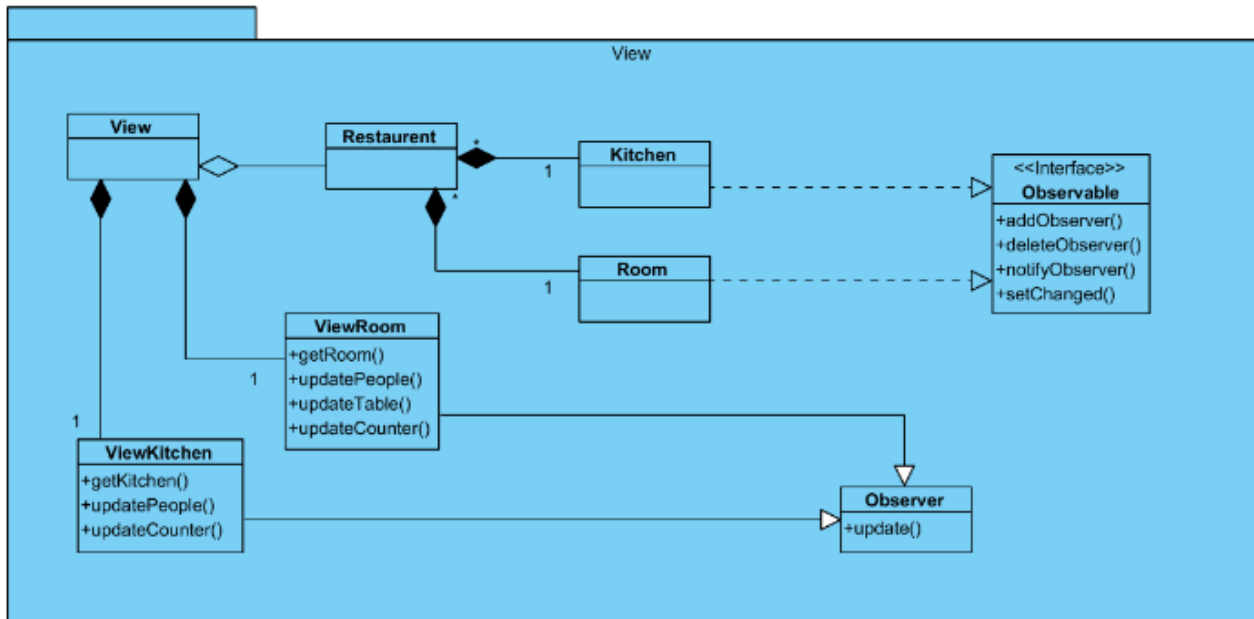 View
View
Restaurent
*
1
Kitchen
*
1
Room
<<Interface>>
Observable
+addObserver()
+deleteObserver()
+notifyObserver()
+setChanged()
1
ViewRoom
+getRoom()
+updatePeople()
+updateTable()
+updateCounter()
1
ViewKitchen
+getKitchen()
+updatePeople()
+updateCounter()
Observer
+update()